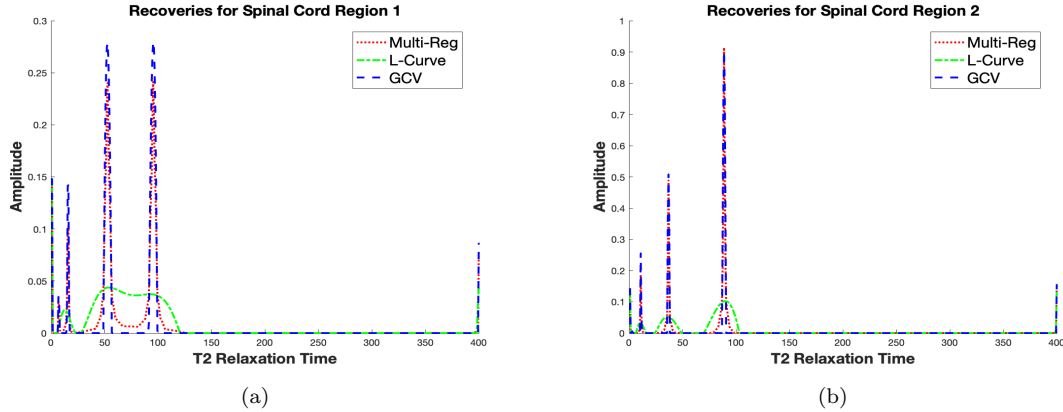 Recoveries for Spinal Cord Region 1
0.3
0.25
0.2
0.15
0.1
0.05
0
Amplitude
Multi-Reg
L-Curve
GCV
0 50 100 150 200 250 300 350 400
T2 Relaxation Time
(a)
Recoveries for Spinal Cord Region 2
1
0.9
0.8
0.7
0.6
0.5
0.4
0.3
0.2
0.1
0
Amplitude
Multi-Reg
L-Curve
GCV
0 50 100 150 200 250 300 350 400
T2 Relaxation Time
(b)